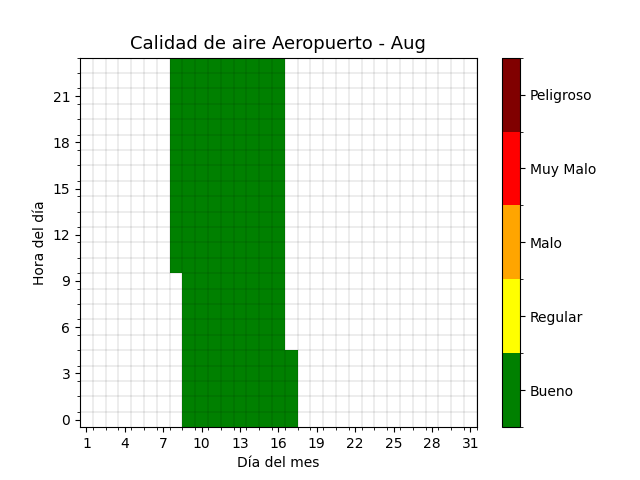 Calidad de aire Aeropuerto - Aug
Hora del día
21
18
15
12
9
6
3
0
1 4 7 10 13 16 19 22 25 28 31
Día del mes
Peligroso
Muy Malo
Malo
Regular
Bueno